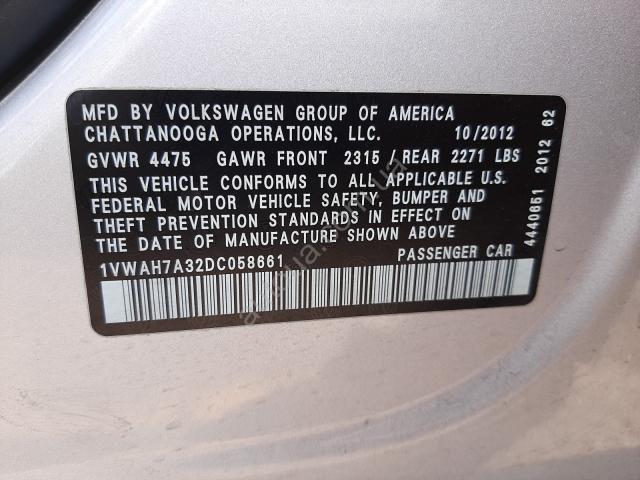 MFD BY VOLKSWAGEN GROUP OF AMERICA
CHATTANOOGA OPERATIONS, LLC. 10/2012
GVWR 4475 GAWR FRONT 2315 / REAR 2271 LBS
THIS VEHICLE CONFORMS TO ALL APPLICABLE U.S.
FEDERAL MOTOR VEHICLE SAFETY, BUMPER AND
THEFT PREVENTION STANDARDS IN EFFECT ON
THE DATE OF MANUFACTURE SHOWN ABOVE.
1VWAH7A32DC058661 PASSENGER CAR
4440651 2012 62